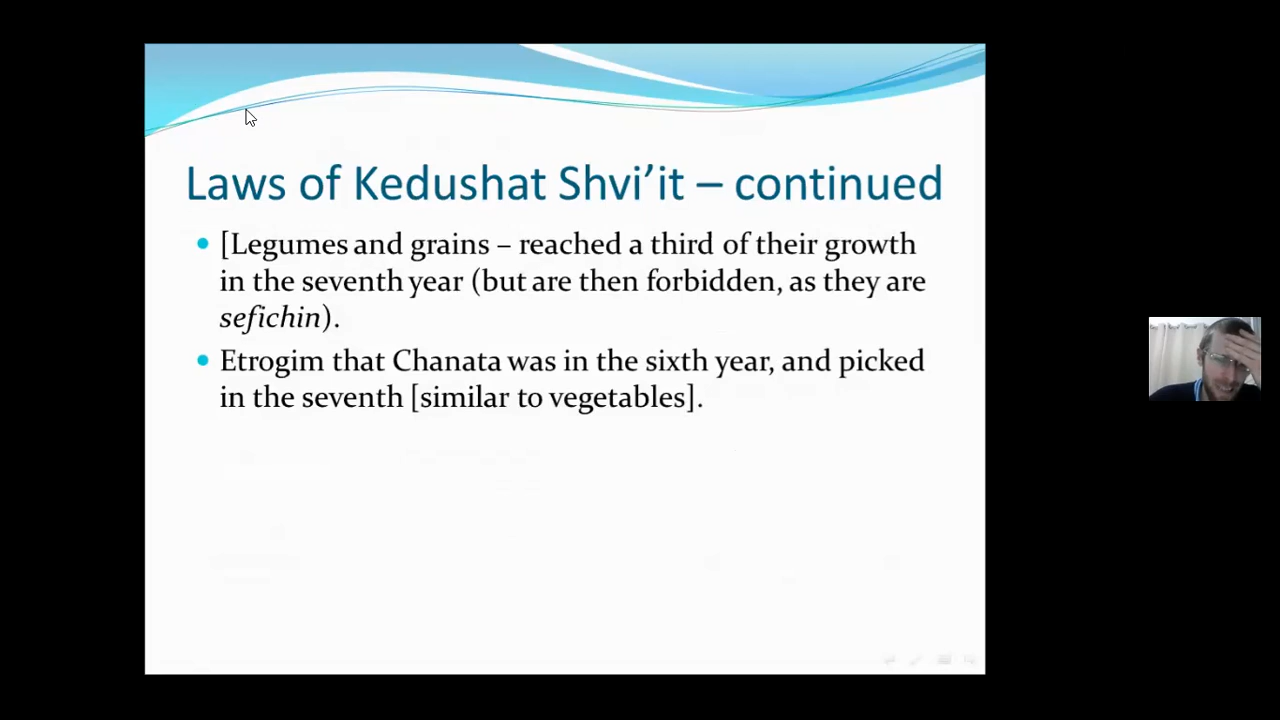 Laws of Kedushat Shvi’it – continued
[Legumes and grains – reached a third of their growth
in the seventh year (but are then forbidden, as they are
sefichin).
Etrogim that Chanata was in the sixth year, and picked
in the seventh [similar to vegetables].